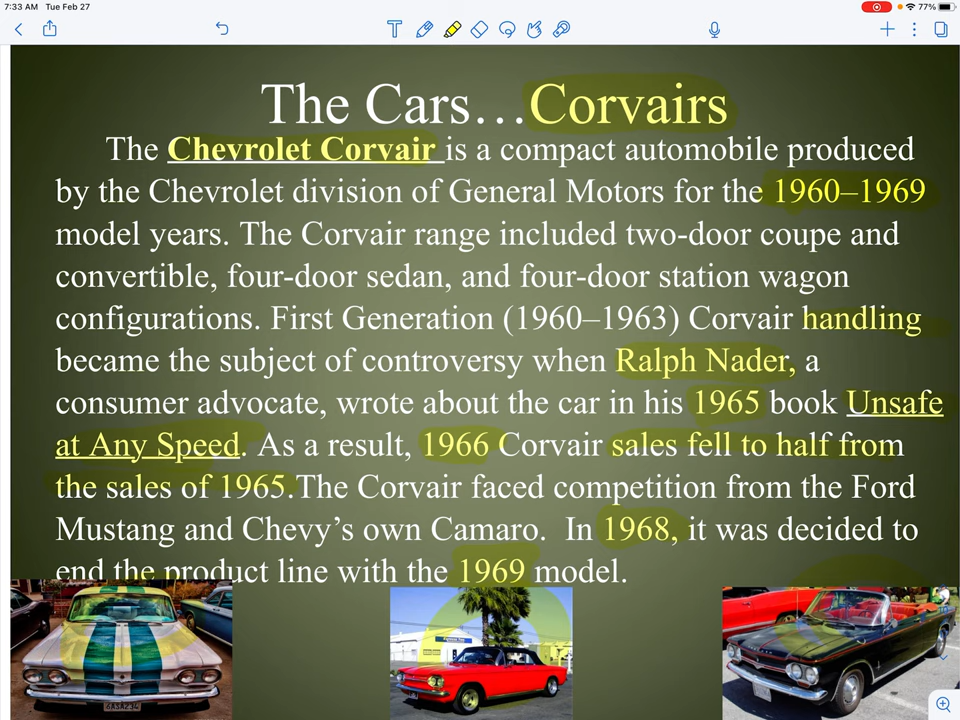 7:33 AM Tue Feb 27
77%
The Cars…Corvairs
The Chevrolet Corvair is a compact automobile produced
by the Chevrolet division of General Motors for the 1960–1969
model years. The Corvair range included two-door coupe and
convertible, four-door sedan, and four-door station wagon
configurations. First Generation (1960–1963) Corvair handling
became the subject of controversy when Ralph Nader, a
consumer advocate, wrote about the car in his 1965 book Unsafe
at Any Speed. As a result, 1966 Corvair sales fell to half from
the sales of 1965.The Corvair faced competition from the Ford
Mustang and Chevy’s own Camaro. In 1968, it was decided to
end the product line with the 1969 model.